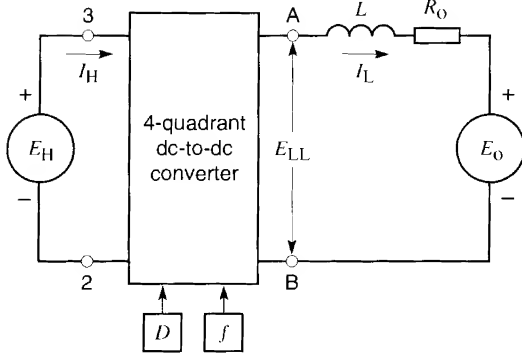 3
A
L
R_O
I_H
I_L
+
+
4-quadrant
dc-to-dc
converter
E_H
E_LL
E_O
−
−
2
B
D
f